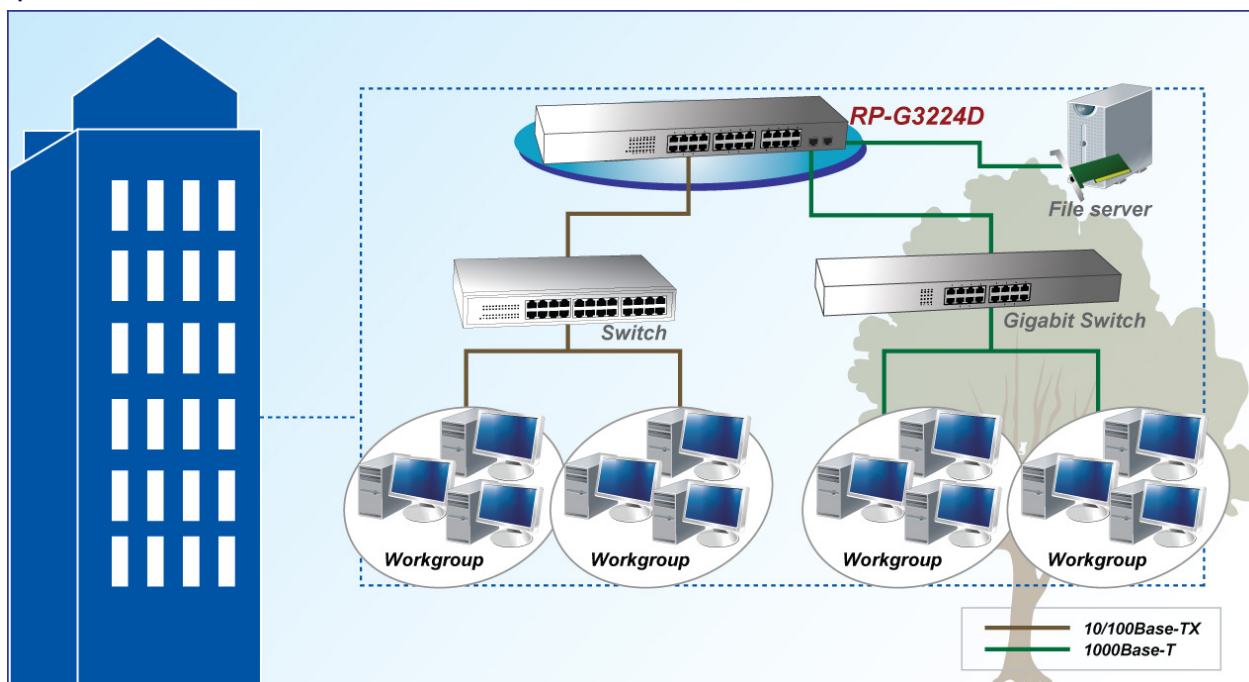 RP-G3224D
File server
Switch
Gigabit Switch
Workgroup
Workgroup
Workgroup
Workgroup
10/100Base-TX
1000Base-T